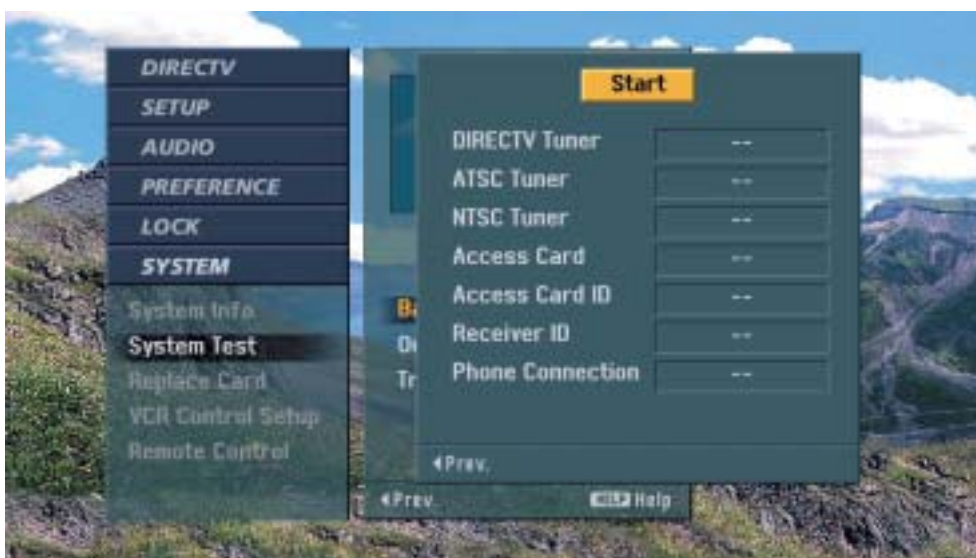 DIRECTV
SETUP
AUDIO
PREFERENCE
LOCK
SYSTEM
System Info
System Test
Replace Card
VCR Control Setup
Remote Control
Start
DIRECTV Tuner --
ATSC Tuner --
NTSC Tuner --
Access Card --
Access Card ID --
Receiver ID --
Phone Connection --
Prev.
Prev.
HELP Help